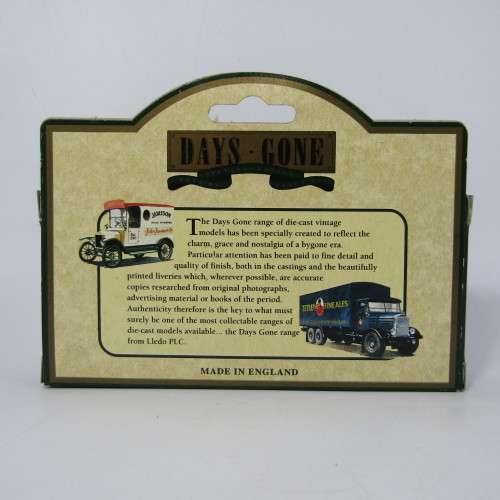 DAYS · GONE
JAMESON
The Days Gone range of die-cast vintage
models has been specially created to reflect the
charm, grace and nostalgia of a bygone era.
Particular attention has been paid to fine detail and
quality of finish, both in the castings and the beautifully
printed liveries which, wherever possible, are accurate
copies researched from original photographs,
advertising material or books of the period.
Authenticity therefore is the key to what must
surely be one of the most collectable ranges of
die-cast models available... the Days Gone range
from Lledo PLC.
FINE ALES
MADE IN ENGLAND